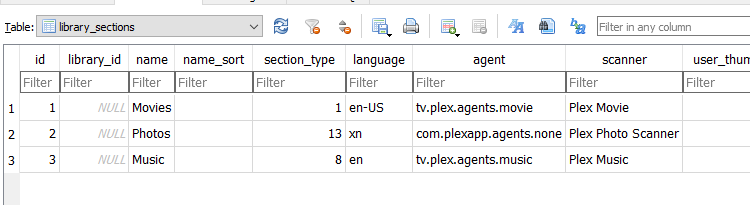 Table: library_sections Filter in any column
id library_id name name_sort section_type language agent scanner user_thum
Filter Filter Filter Filter Filter Filter Filter Filter Filter
1 1 NULL Movies 1 en-US tv.plex.agents.movie Plex Movie
2 2 NULL Photos 13 xn com.plexapp.agents.none Plex Photo Scanner
3 3 NULL Music 8 en tv.plex.agents.music Plex Music